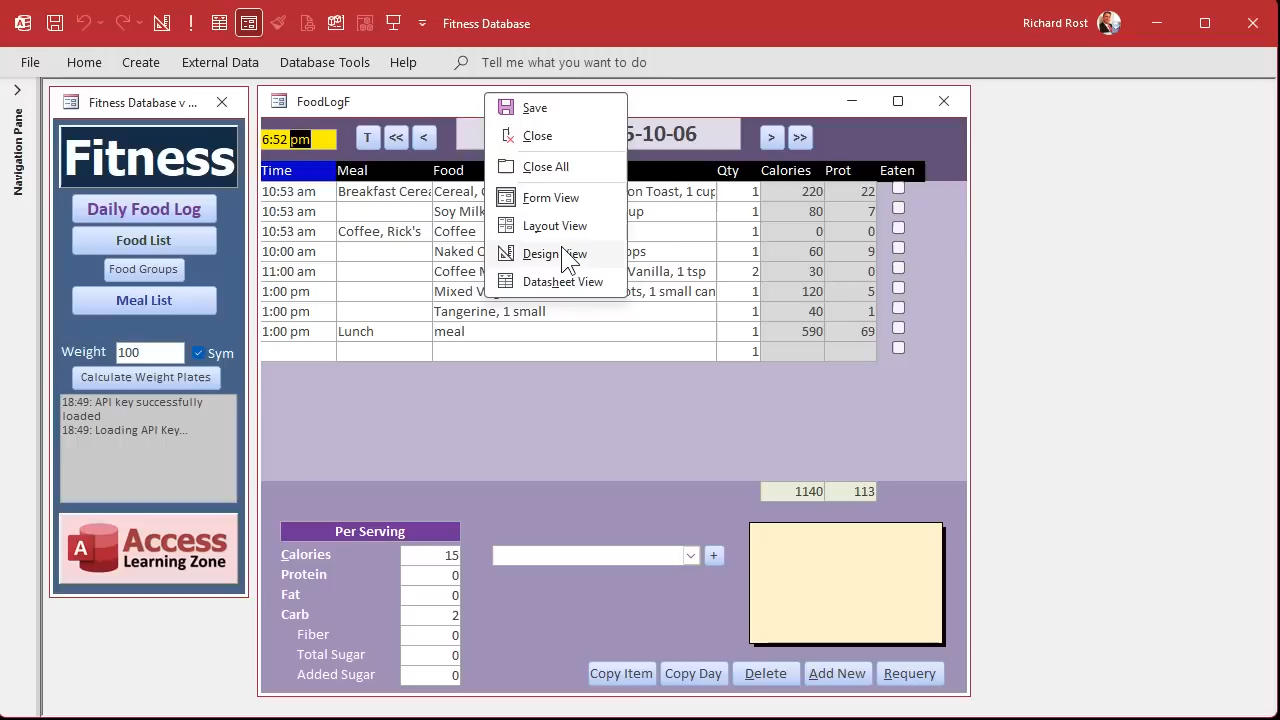 Fitness Database
Richard Rost
File
Home
Create
External Data
Database Tools
Help
Tell me what you want to do
Navigation Pane
Fitness Database v ...
Fitness
Daily Food Log
Food List
Food Groups
Meal List
Weight 100 Sym
Calculate Weight Plates
18:49: API key successfully
loaded
18:49: Loading API Key...
A Access
Learning Zone
FoodLogF
6:52 pm T << < 5-10-06 > >>
Time Meal Food Qty Calories Prot Eaten
10:53 am Breakfast Cerea Cereal, on Toast, 1 cup 1 220 22
10:53 am Soy Milk up 1 80 7
10:53 am Coffee, Rick's Coffee 1 0 0
10:00 am Naked ops 1 60 9
11:00 am Coffee Vanilla, 1 tsp 2 30 0
1:00 pm Mixed ots, 1 small can 1 120 5
1:00 pm Tangerine, 1 small 1 40 1
1:00 pm Lunch meal 1 590 69
1
1140 113
Save
Close
Close All
Form View
Layout View
Design View
Datasheet View
Per Serving
Calories 15
Protein 0
Fat 0
Carb 2
Fiber 0
Total Sugar 0
Added Sugar 0
+
Copy Item
Copy Day
Delete
Add New
Requery